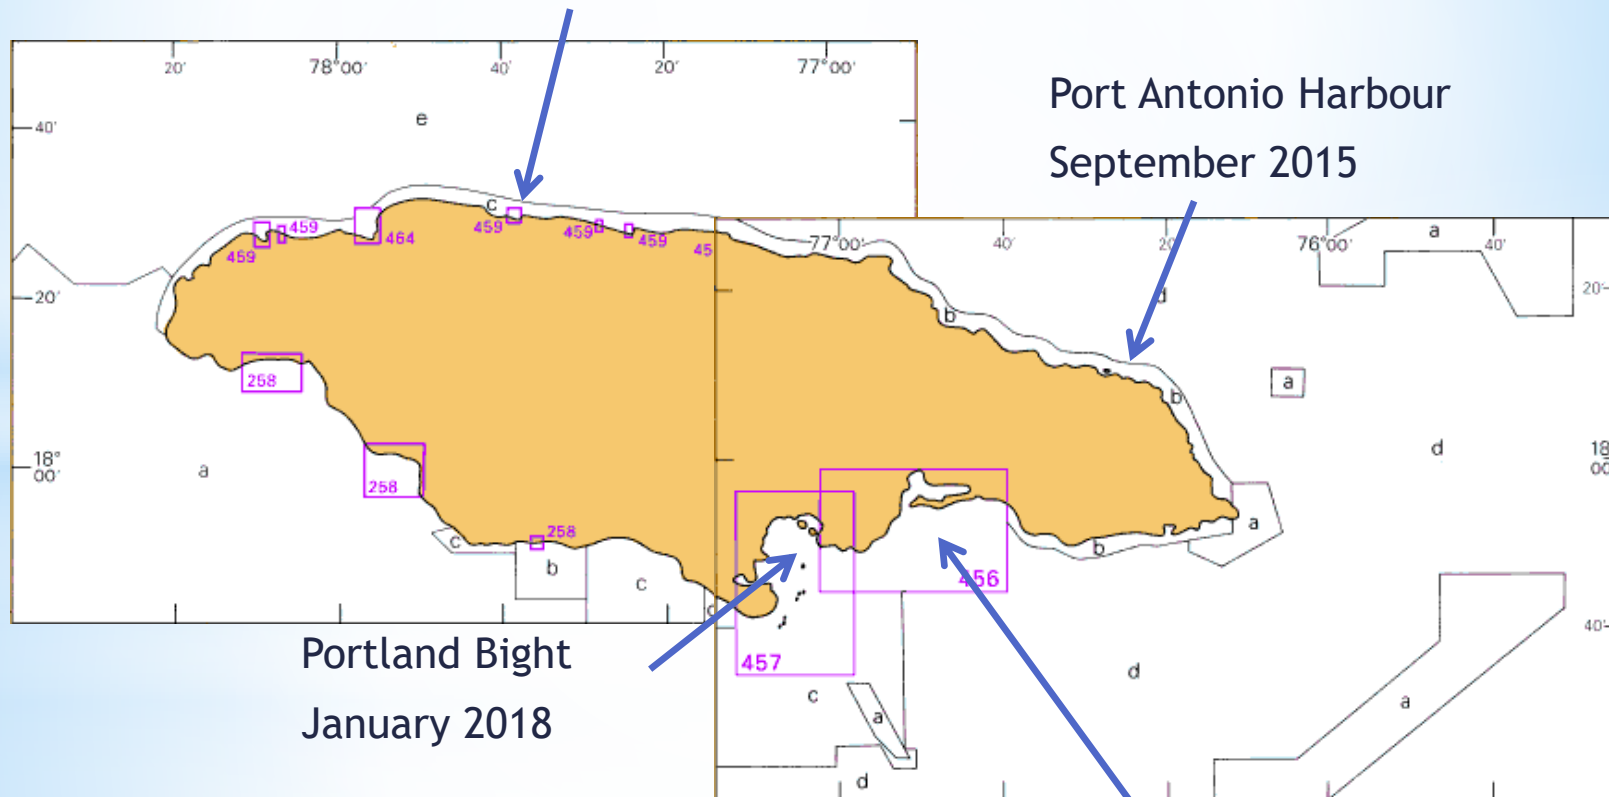 20'
78°00'
40'
20'
77°00'
40'
e
Port Antonio Harbour
September 2015
c
459
459
464
459
459
459
45
77°00'
40'
20'
76°00'
a
40'
20'
20'
d
b
a
258
b
d
18°
00'
a
18
258
a
258
c
b
b
c
456
40'
Portland Bight
457
d
c
a
a
January 2018
d